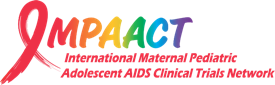 IMPAACT
International Maternal Pediatric
Adolescent AIDS Clinical Trials Network